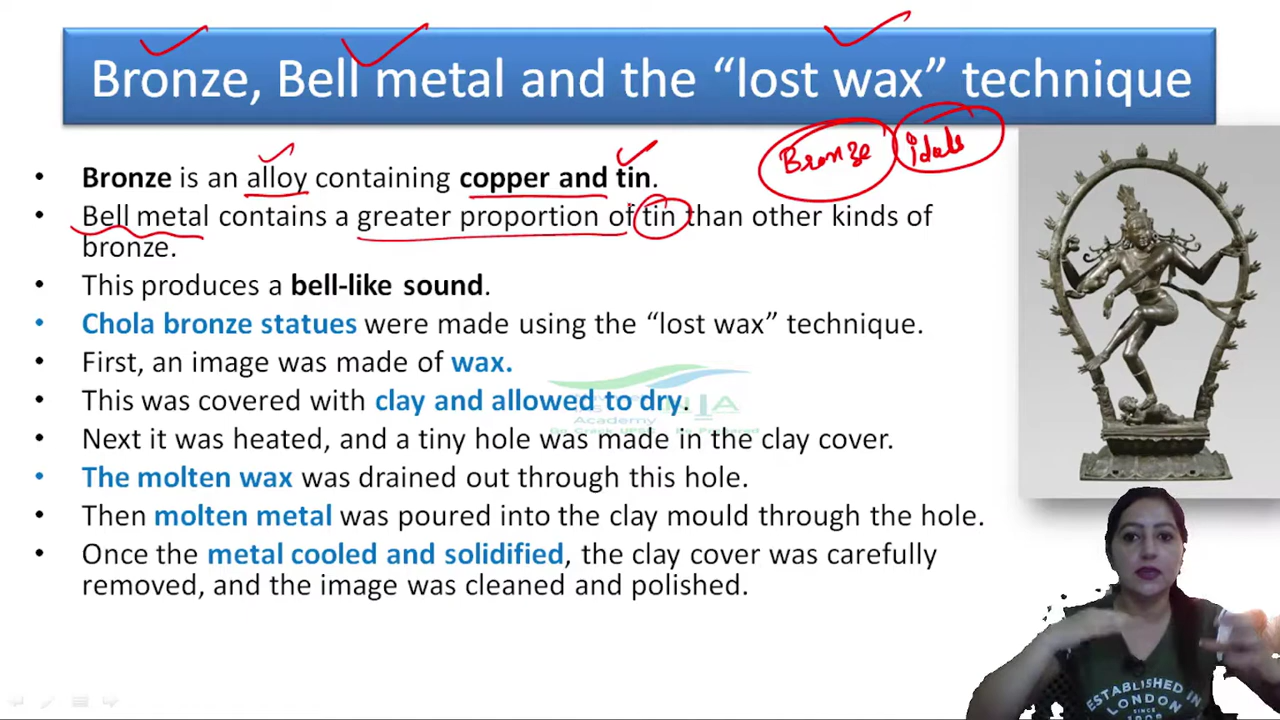 Bronze, Bell metal and the “lost wax” technique
Bronze idals
• Bronze is an alloy containing copper and tin.
• Bell metal contains a greater proportion of tin than other kinds of
bronze.
• This produces a bell-like sound.
• Chola bronze statues were made using the “lost wax” technique.
• First, an image was made of wax.
• This was covered with clay and allowed to dry.
Academy
• Next it was heated, and a tiny hole was made in the clay cover.
• The molten wax was drained out through this hole.
• Then molten metal was poured into the clay mould through the hole.
• Once the metal cooled and solidified, the clay cover was carefully
removed, and the image was cleaned and polished.
ESTABLISHED IN
LONDON
SINCE